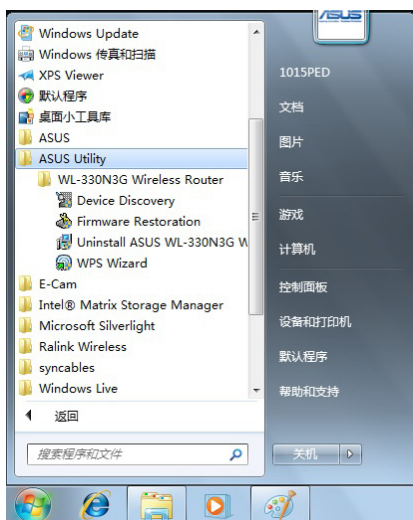 Windows Update
Windows 传真和扫描
XPS Viewer
默认程序
桌面小工具库
ASUS
ASUS Utility
WL-330N3G Wireless Router
Device Discovery
Firmware Restoration
Uninstall ASUS WL-330N3G W
WPS Wizard
E-Cam
Intel® Matrix Storage Manager
Microsoft Silverlight
Ralink Wireless
syncables
Windows Live
返回
搜索程序和文件
ASUS
1015PED
文档
图片
音乐
游戏
计算机
控制面板
设备和打印机
默认程序
帮助和支持
关机